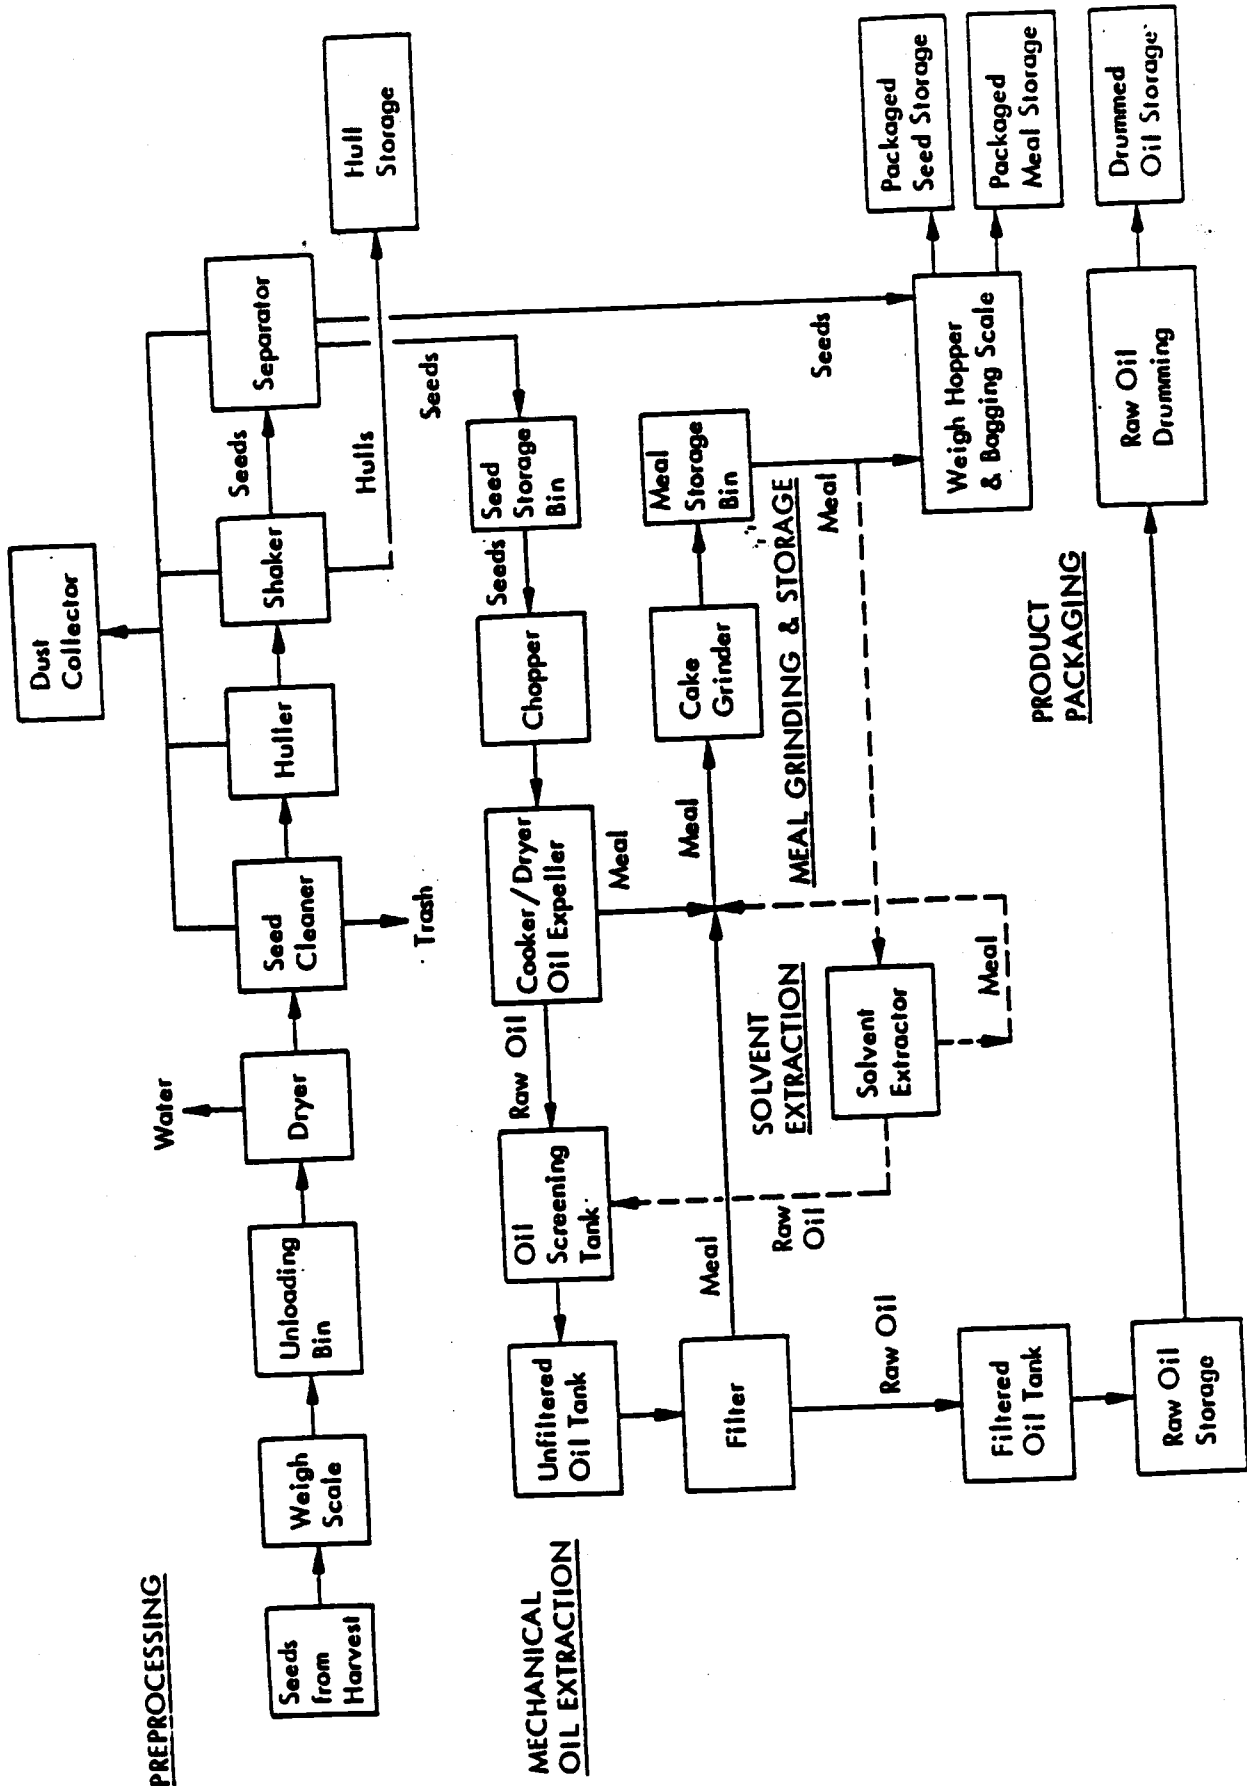 PREPROCESSING
Seeds
from
Harvest
Weigh
Scale
Unloading
Bin
Water
Dryer
Seed
Cleaner
Trash
Huller
Shaker
Seeds
Hulls
Separator
Dust
Collector
Hull
Storage
MECHANICAL
OIL EXTRACTION
Unfiltered
Oil Tank
Oil
Screening
Tank
Raw Oil
Cooker/Dryer
Oil Expeller
Meal
Chopper
Seeds
Seed
Storage
Bin
Seeds
Filter
Meal
Meal
Cake
Grinder
Meal
Storage
Bin
Meal
MEAL GRINDING & STORAGE
SOLVENT
EXTRACTION
Raw
Oil
Solvent
Extractor
Meal
Seeds
Weigh Hopper
& Bagging Scale
Packaged
Seed Storage
Packaged
Meal Storage
Raw Oil
Filtered
Oil Tank
PRODUCT
PACKAGING
Raw Oil
Storage
Raw Oil
Drumming
Drummed
Oil Storage